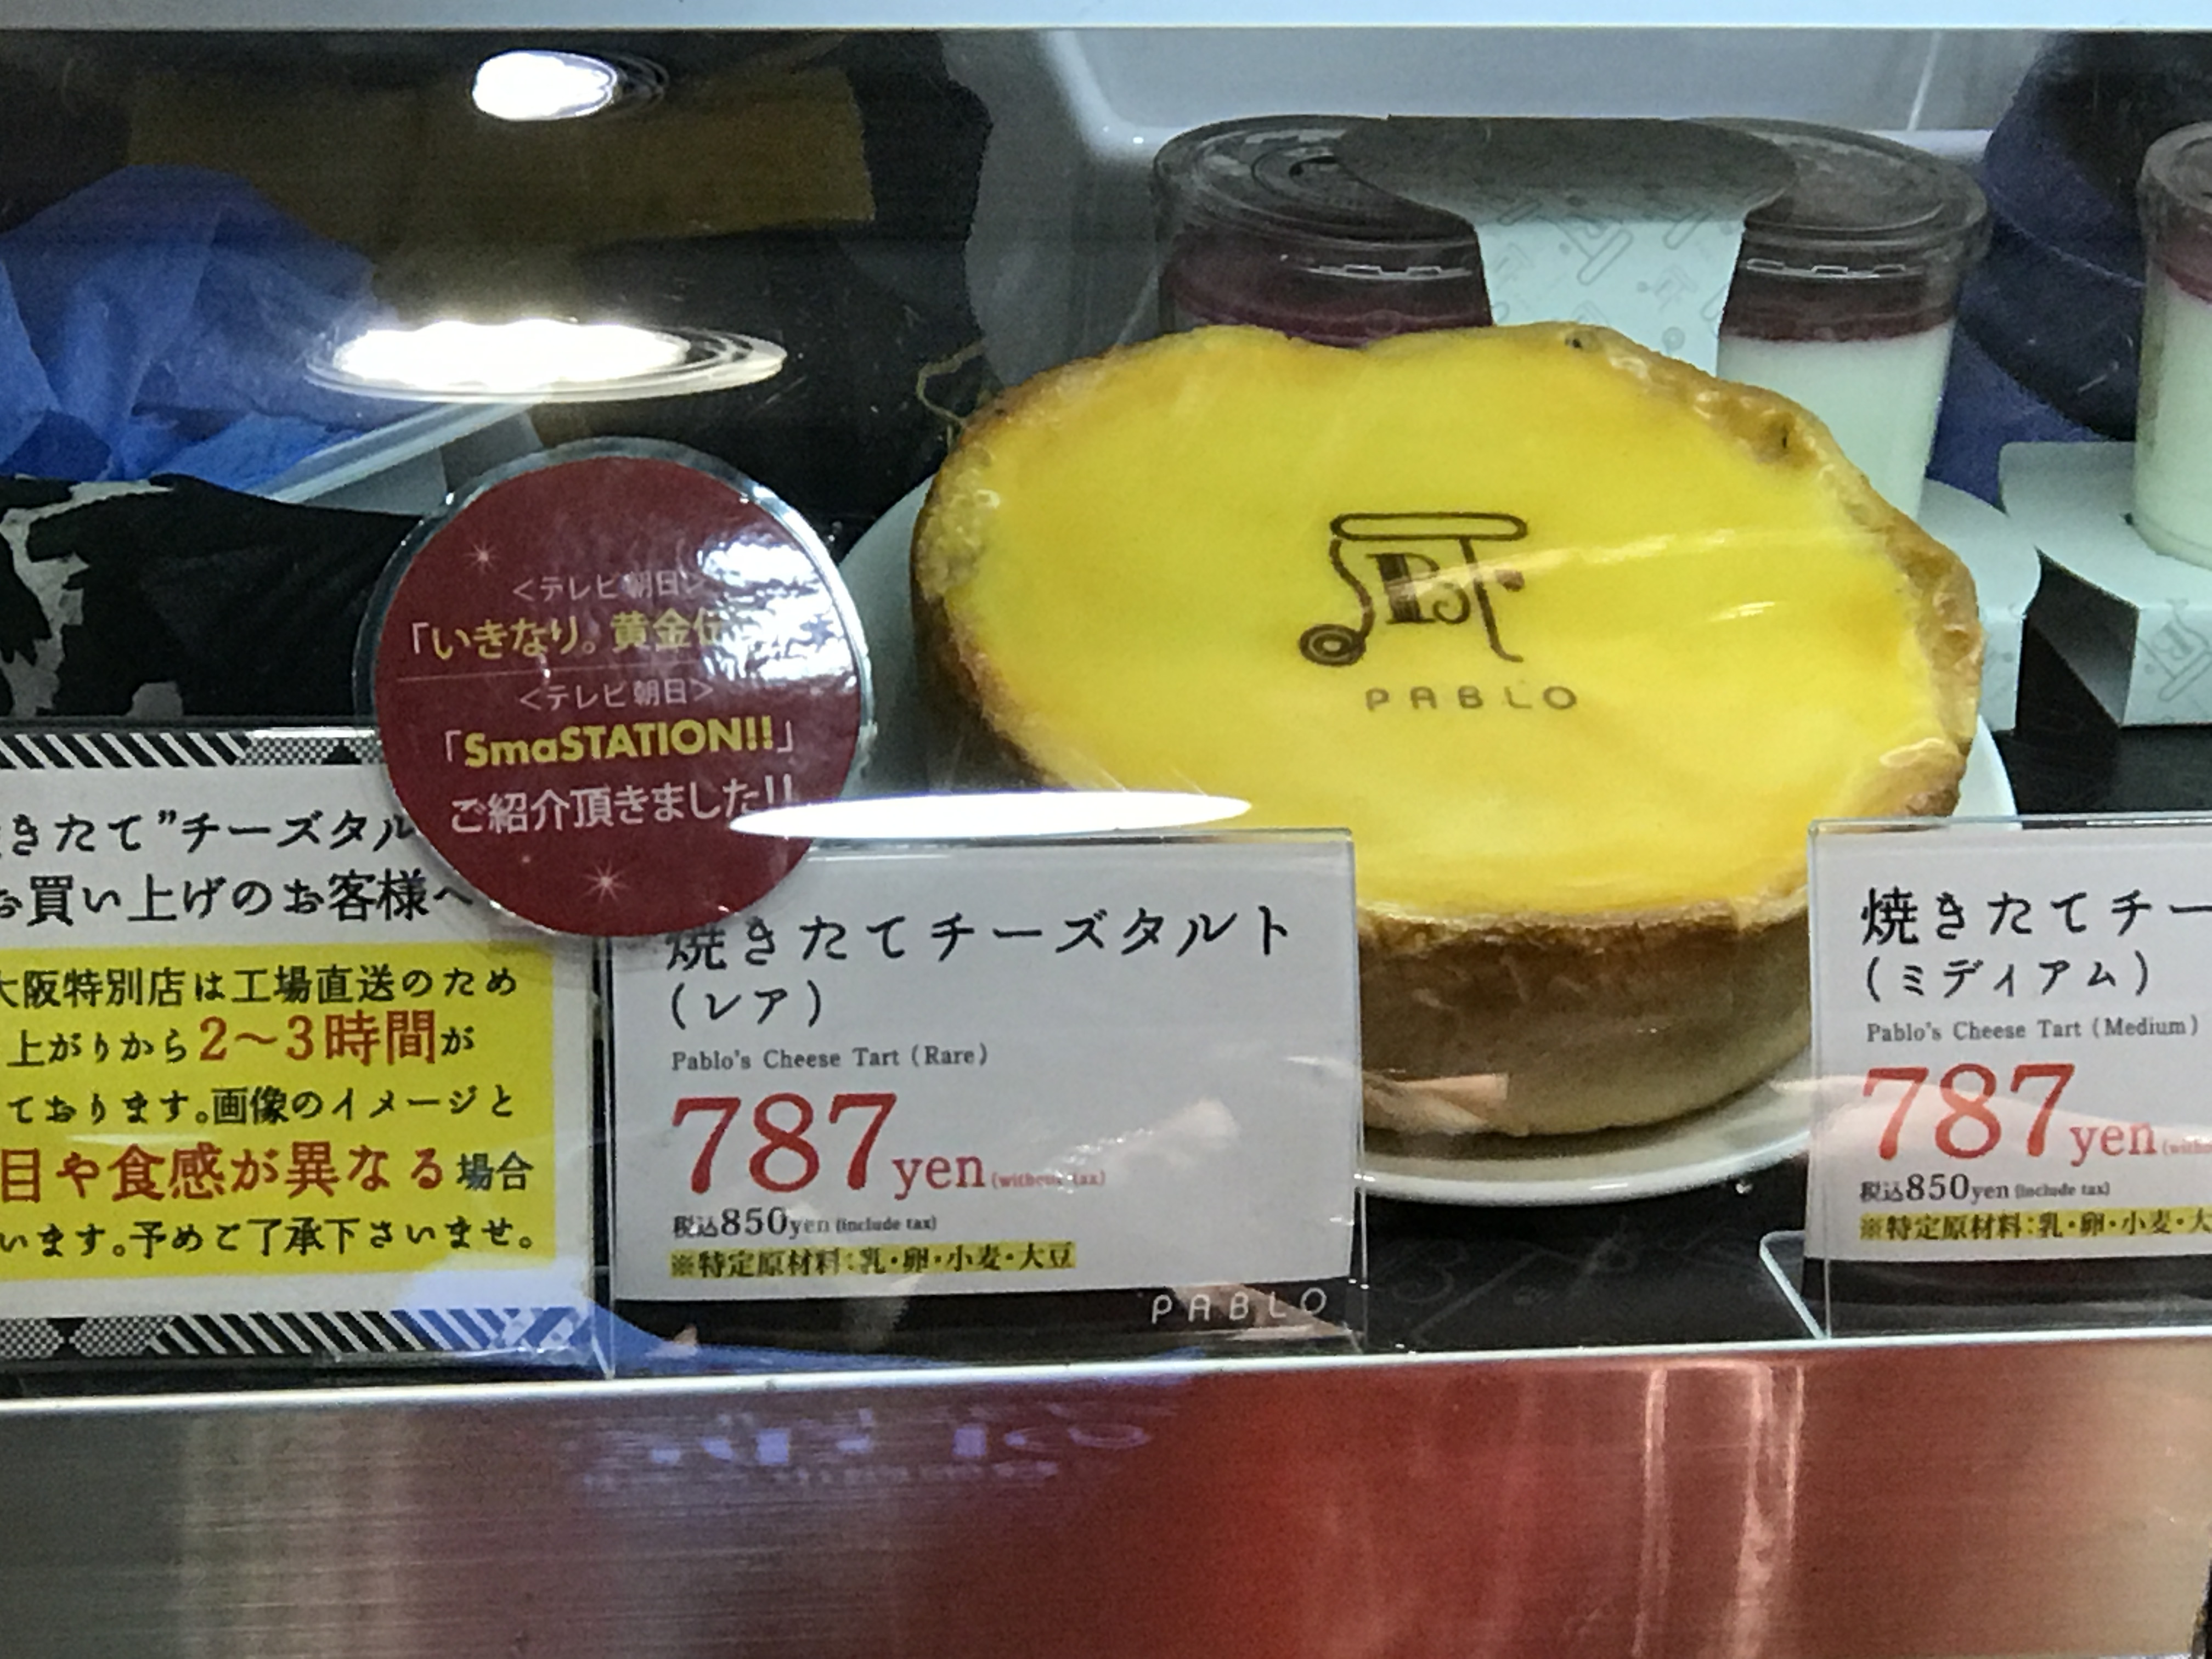 <テレビ朝日>
「いきなり。黄金伝
<テレビ朝日>
「SmaSTATION!!」
ご紹介頂きました!!
PABLO
きたて"チーズタル
お買い上げのお客様へ
大阪特別店は工場直送のため
上がりから2～3時間が
ております。画像のイメージと
目や食感が異なる場合
います。予めご了承下さいませ。
焼きたてチーズタルト
(レア)
Pablo's Cheese Tart (Rare)
787yen(without tax)
税込850yen (include tax)
※特定原材料:乳・卵・小麦・大豆
PABLO
焼きたてチー
(ミディアム)
Pablo's Cheese Tart (Medium)
787yen
税込850yen (include tax)
※特定原材料:乳・卵・小麦・大